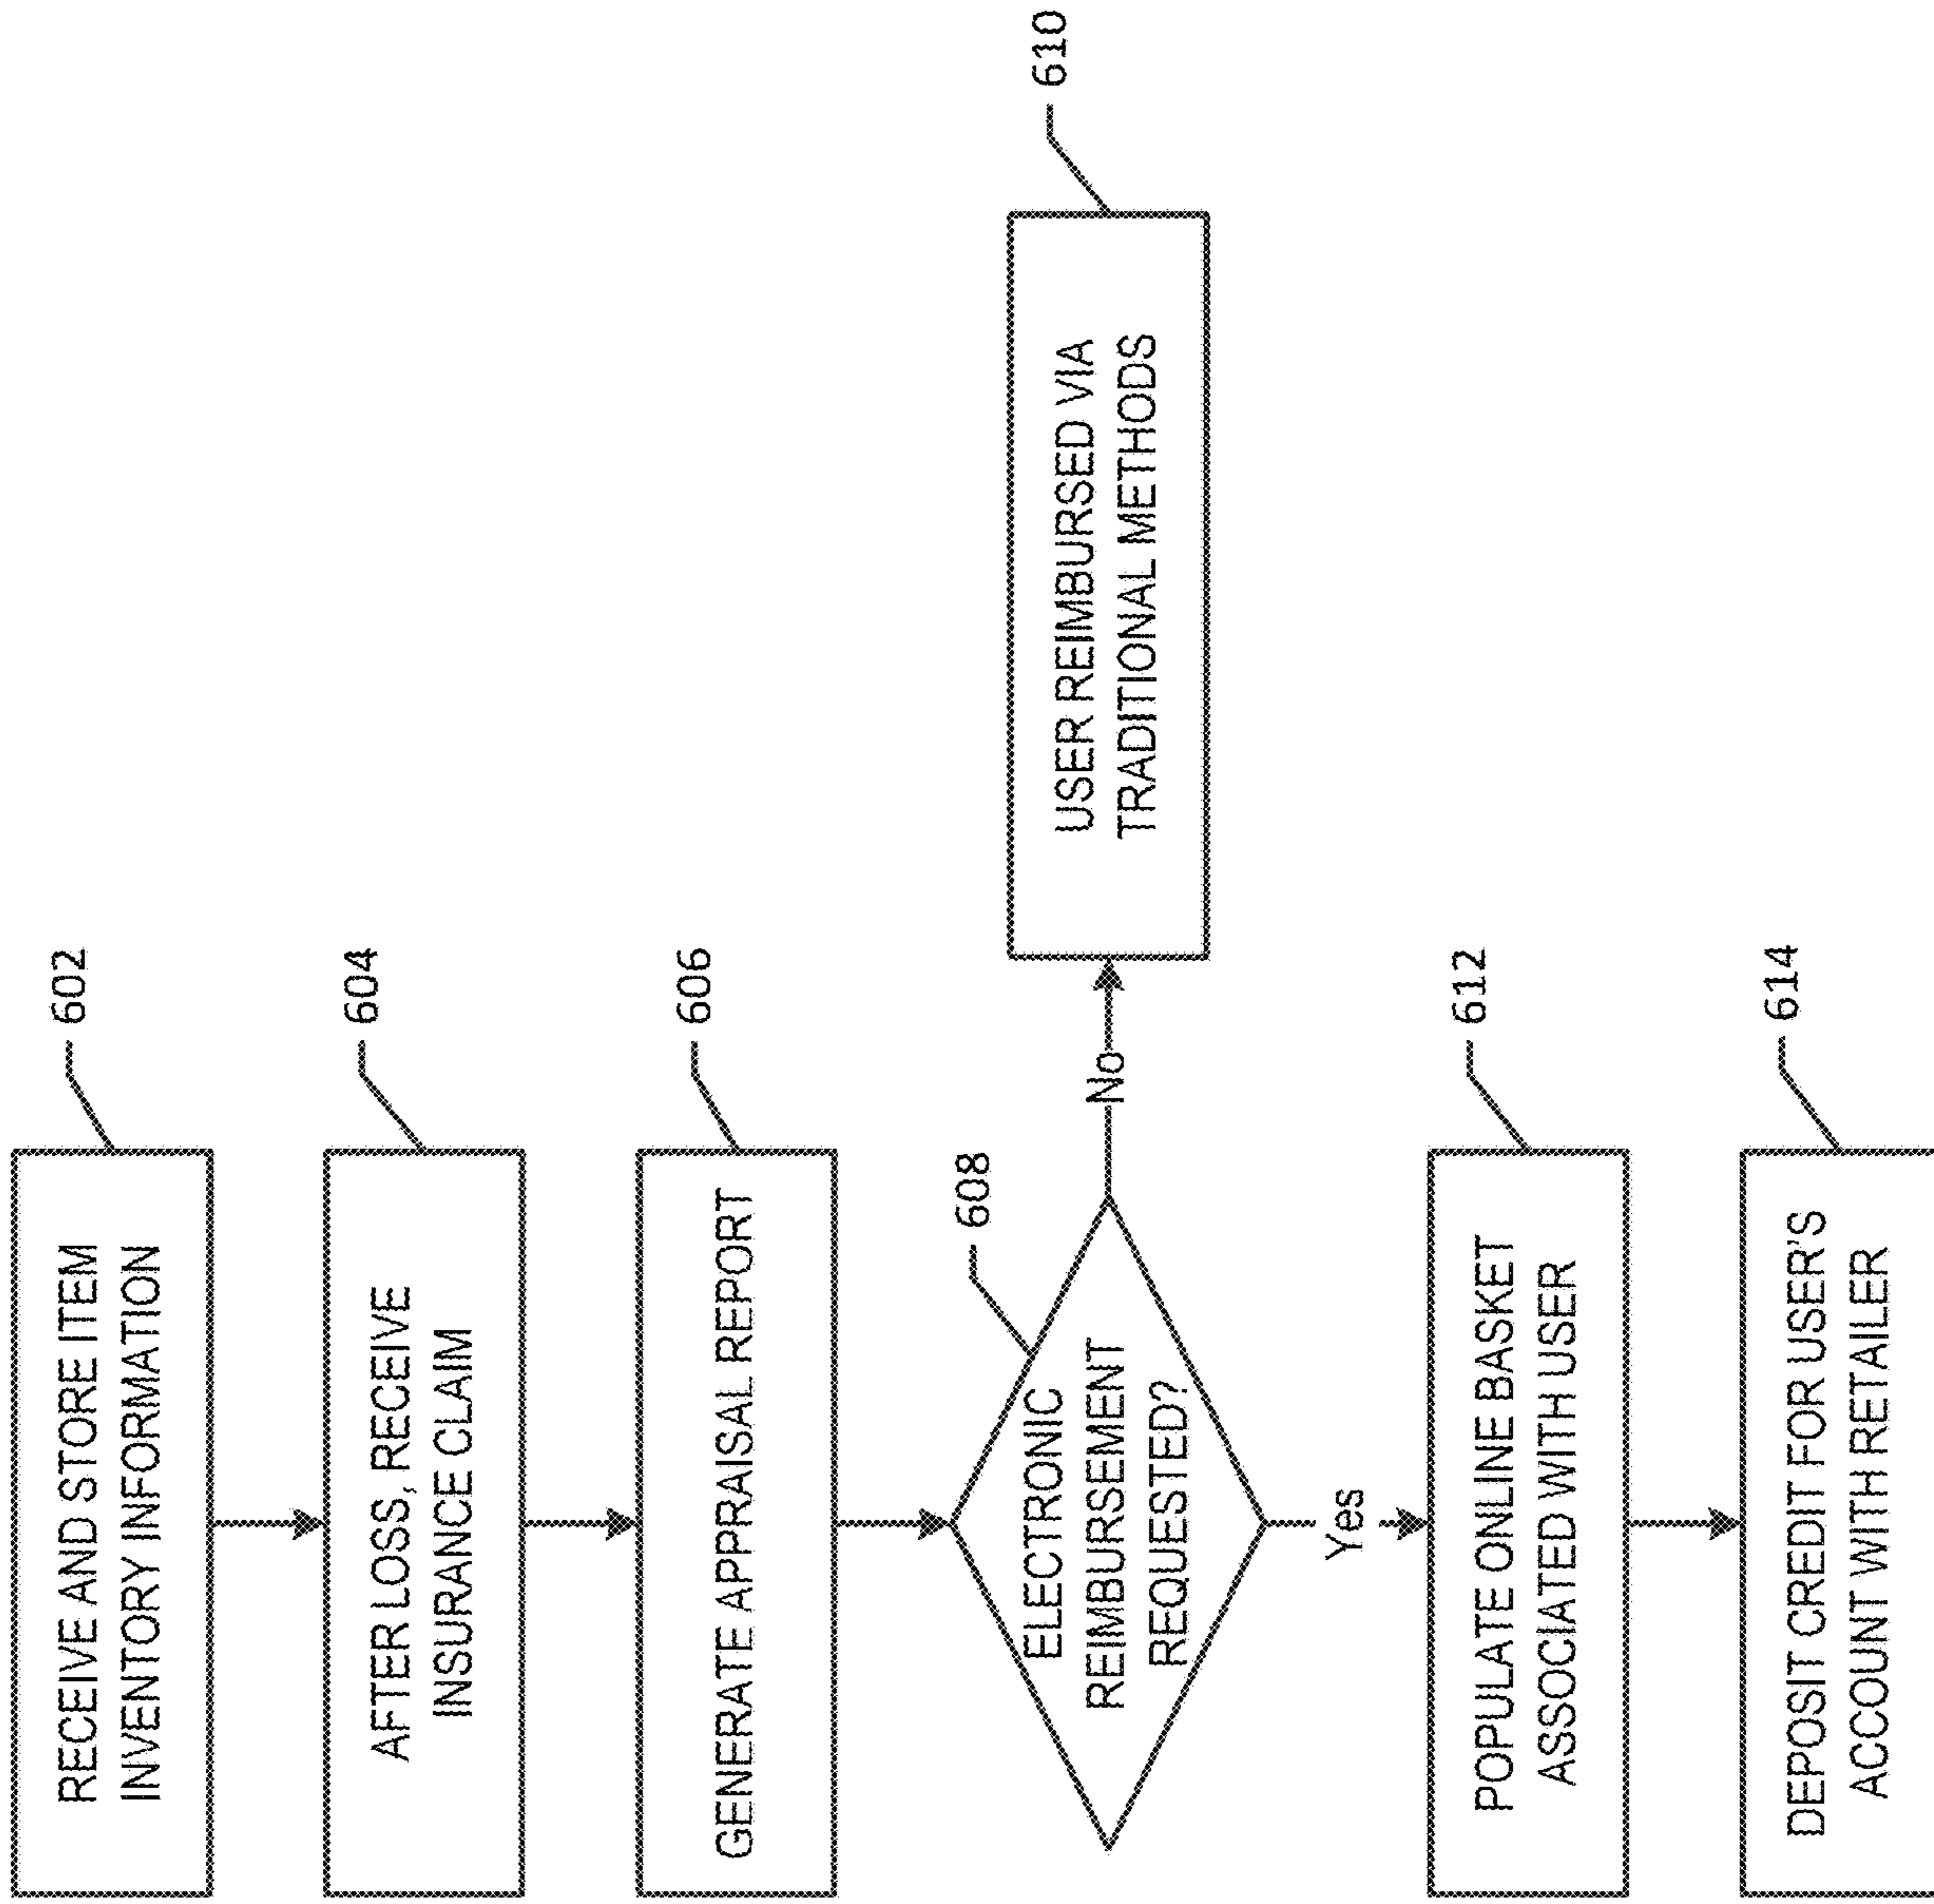 RECEIVE AND STORE ITEM
INVENTORY INFORMATION
602
AFTER LOSS, RECEIVE
INSURANCE CLAIM
604
GENERATE APPRAISAL REPORT
606
ELECTRONIC
REIMBURSEMENT
REQUESTED?
608
No
USER REIMBURSED VIA
TRADITIONAL METHODS
610
Yes
POPULATE ONLINE BASKET
ASSOCIATED WITH USER
612
DEPOSIT CREDIT FOR USER'S
ACCOUNT WITH RETAILER
614